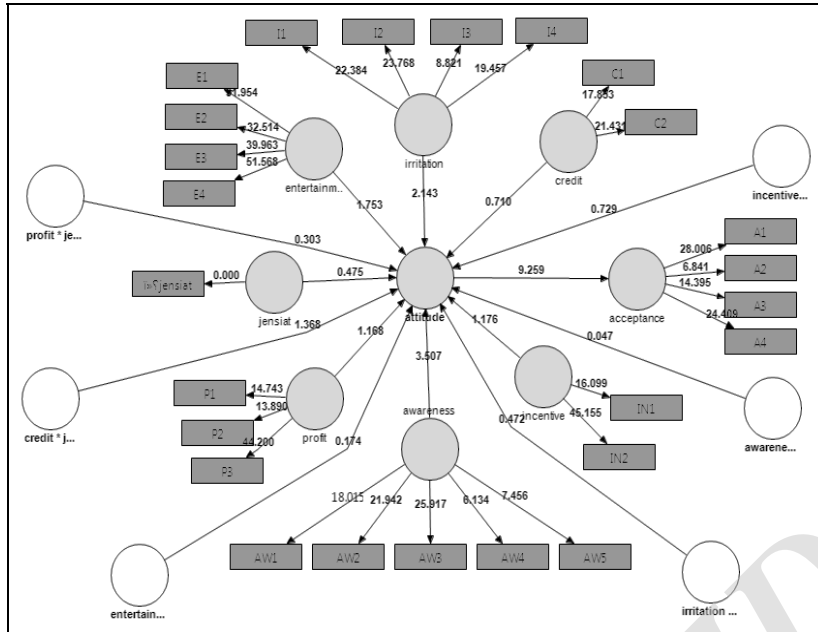 I1
I2
I3
I4
22.384
23.768
8.821
19.457
irritation
2.143
E1
E2
E3
E4
32.514
39.963
51.568
entertainm..
1.753
C1
C2
21.431
credit
0.710
incentive...
0.729
profit * je...
0.303
0.000
jensiat
0.475
attitude
9.259
A1
A2
A3
A4
28.006
6.841
14.395
24.409
acceptance
credit * j...
1.368
P1
P2
P3
14.743
13.890
44.200
profit
1.168
awareness
3.507
incentive
1.176
16.099
45.155
IN1
IN2
0.047
awarene...
0.174
entertain...
0.472
irritation ...
18.015
21.942
25.917
6.134
7.456
AW1
AW2
AW3
AW4
AW5